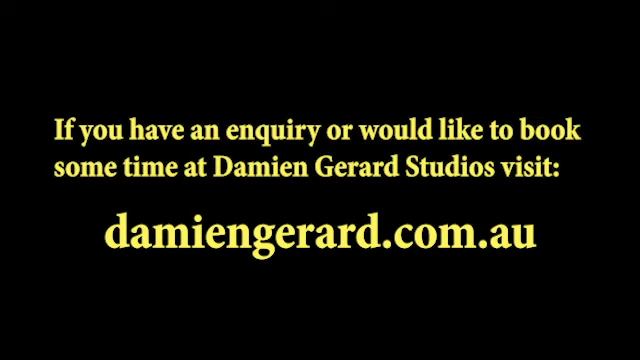 If you have an enquiry or would like to book
some time at Damien Gerard Studios visit:
damiengerard.com.au